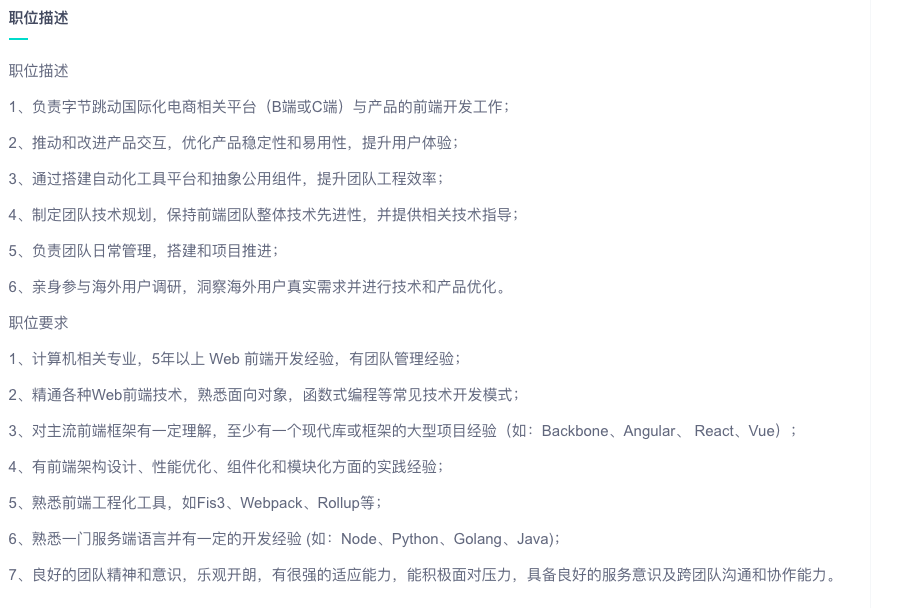 职位描述
职位描述
1、负责字节跳动国际化电商相关平台（B端或C端）与产品的前端开发工作；
2、推动和改进产品交互，优化产品稳定性和易用性，提升用户体验；
3、通过搭建自动化工具平台和抽象公用组件，提升团队工程效率；
4、制定团队技术规划，保持前端团队整体技术先进性，并提供相关技术指导；
5、负责团队日常管理，搭建和项目推进；
6、亲身参与海外用户调研，洞察海外用户真实需求并进行技术和产品优化。
职位要求
1、计算机相关专业，5年以上 Web 前端开发经验，有团队管理经验；
2、精通各种Web前端技术，熟悉面向对象，函数式编程等常见技术开发模式；
3、对主流前端框架有一定理解，至少有一个现代库或框架的大型项目经验（如：Backbone、Angular、 React、Vue）；
4、有前端架构设计、性能优化、组件化和模块化方面的实践经验；
5、熟悉前端工程化工具，如Fis3、Webpack、Rollup等；
6、熟悉一门服务端语言并有一定的开发经验 (如：Node、Python、Golang、Java)；
7、良好的团队精神和意识，乐观开朗，有很强的适应能力，能积极面对压力，具备良好的服务意识及跨团队沟通和协作能力。